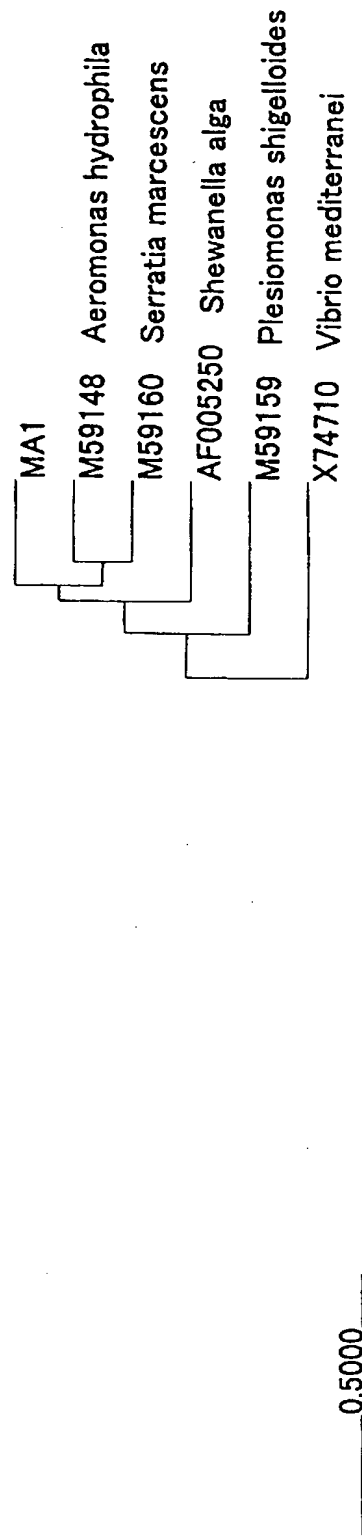 MA1
M59148 Aeromonas hydrophila
M59160 Serratia marcescens
AF005250 Shewanella alga
M59159 Plesiomonas shigelloides
X74710 Vibrio mediterranei
0.5000